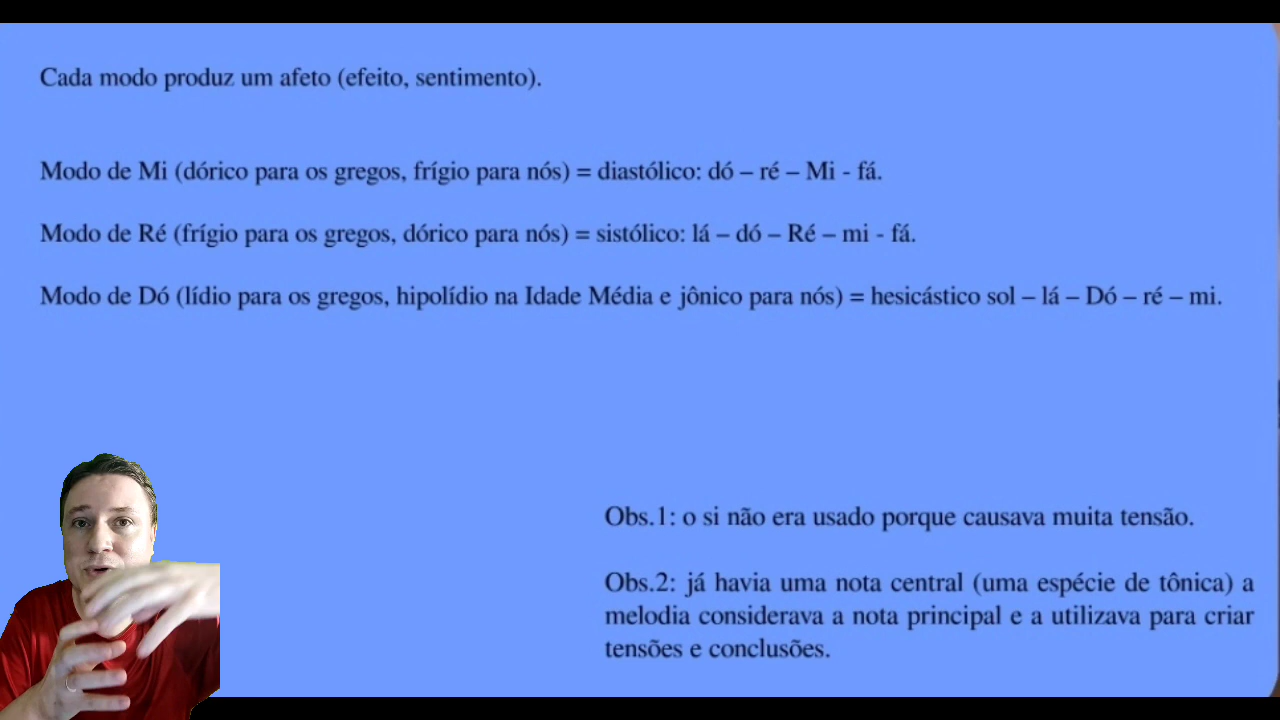 Cada modo produz um afeto (efeito, sentimento).
Modo de Mi (dórico para os gregos, frígio para nós) = diastólico: dó – ré – Mi - fá.
Modo de Ré (frígio para os gregos, dórico para nós) = sistólico: lá – dó – Ré – mi - fá.
Modo de Dó (lídio para os gregos, hipolídio na Idade Média e jônico para nós) = hesicástico sol – lá – Dó – ré – mi.
Obs.1: o si não era usado porque causava muita tensão.
Obs.2: já havia uma nota central (uma espécie de tônica) a
melodia considerava a nota principal e a utilizava para criar
tensões e conclusões.